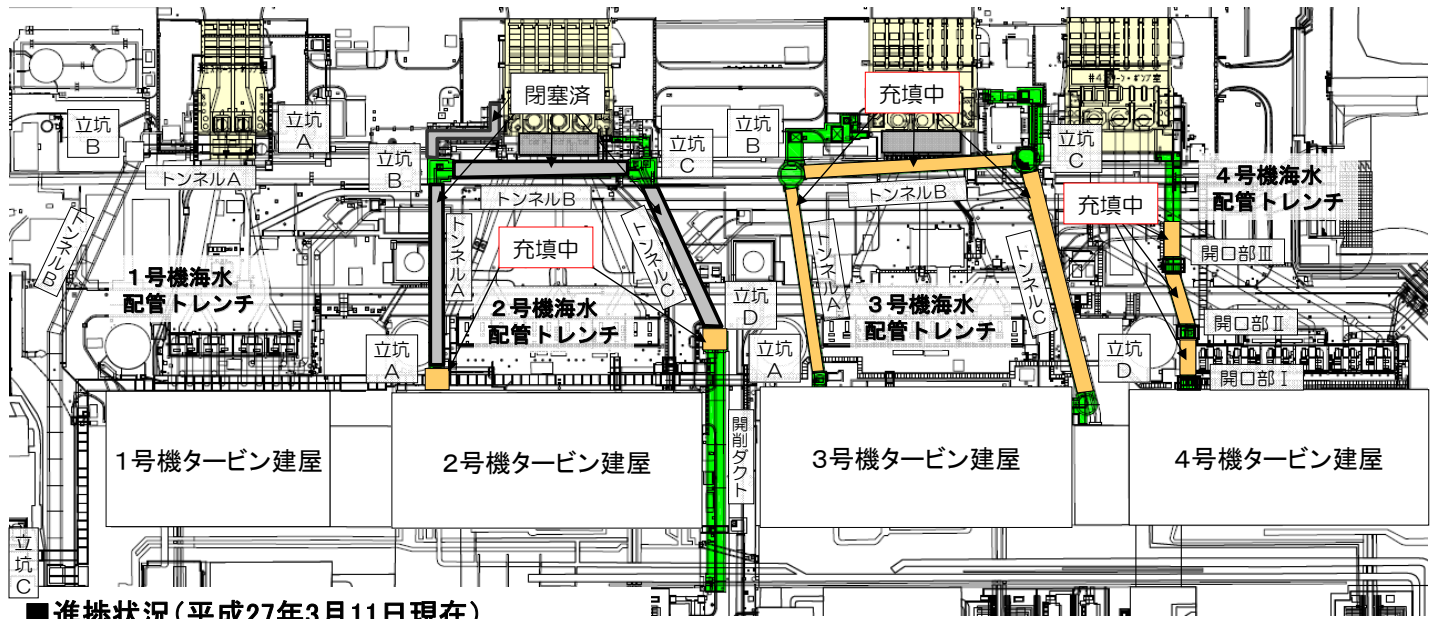 #4スクリーン・ポンプ室
閉塞済
充填中
立坑
B
立坑
A
立坑
B
立坑
C
立坑
B
立坑
C
トンネルA
トンネルB
トンネルB
4号機海水
配管トレンチ
充填中
充填中
トンネルB
トンネルA
トンネルC
トンネルA
トンネルC
開口部Ⅲ
1号機海水
配管トレンチ
2号機海水
配管トレンチ
立坑
D
3号機海水
配管トレンチ
開口部Ⅱ
立坑
A
立坑
A
立坑
D
開口部Ⅰ
開削ダクト
1号機タービン建屋
2号機タービン建屋
3号機タービン建屋
4号機タービン建屋
立坑
C
■進捗状況(平成27年3月11日現在)